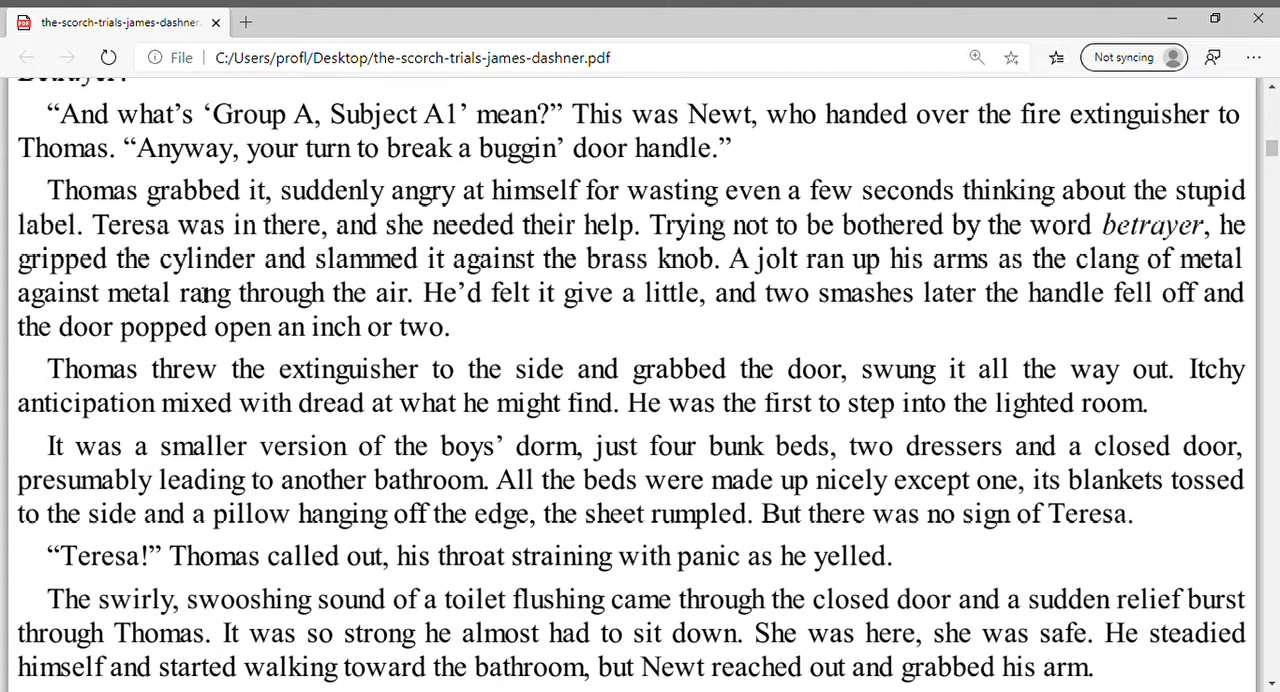 the-scorch-trials-james-dashner.
File
C:/Users/profl/Desktop/the-scorch-trials-james-dashner.pdf
Not syncing
“And what’s ‘Group A, Subject A1’ mean?” This was Newt, who handed over the fire extinguisher to
Thomas. “Anyway, your turn to break a buggin’ door handle.”
Thomas grabbed it, suddenly angry at himself for wasting even a few seconds thinking about the stupid
label. Teresa was in there, and she needed their help. Trying not to be bothered by the word betrayer, he
gripped the cylinder and slammed it against the brass knob. A jolt ran up his arms as the clang of metal
against metal rang through the air. He’d felt it give a little, and two smashes later the handle fell off and
the door popped open an inch or two.
Thomas threw the extinguisher to the side and grabbed the door, swung it all the way out. Itchy
anticipation mixed with dread at what he might find. He was the first to step into the lighted room.
It was a smaller version of the boys’ dorm, just four bunk beds, two dressers and a closed door,
presumably leading to another bathroom. All the beds were made up nicely except one, its blankets tossed
to the side and a pillow hanging off the edge, the sheet rumpled. But there was no sign of Teresa.
“Teresa!” Thomas called out, his throat straining with panic as he yelled.
The swirly, swooshing sound of a toilet flushing came through the closed door and a sudden relief burst
through Thomas. It was so strong he almost had to sit down. She was here, she was safe. He steadied
himself and started walking toward the bathroom, but Newt reached out and grabbed his arm.